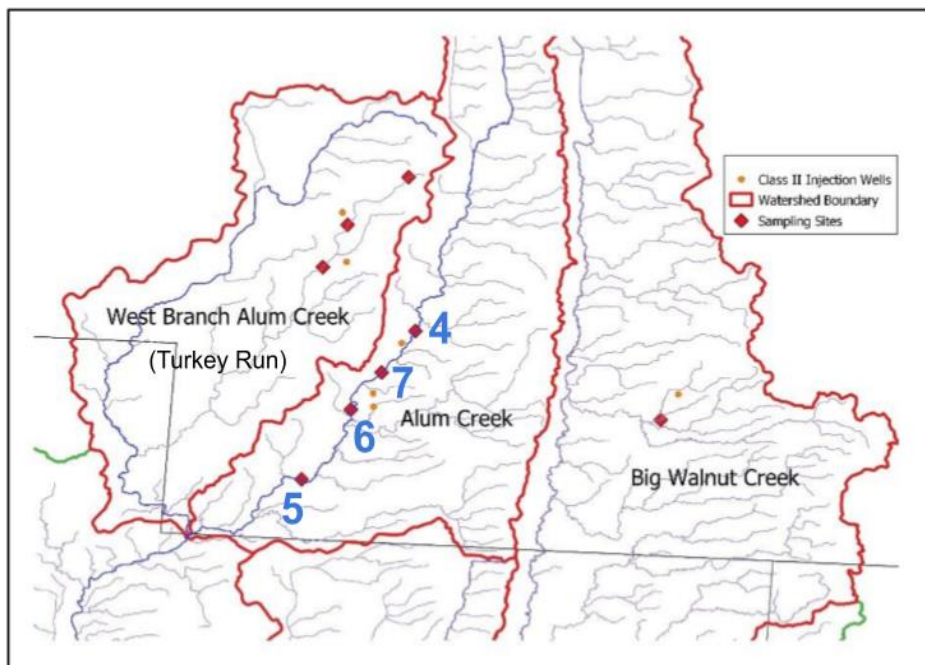 Class II Injection Wells
Watershed Boundary
Sampling Sites
West Branch Alum Creek
(Turkey Run)
4
7
Alum Creek
6
5
Big Walnut Creek